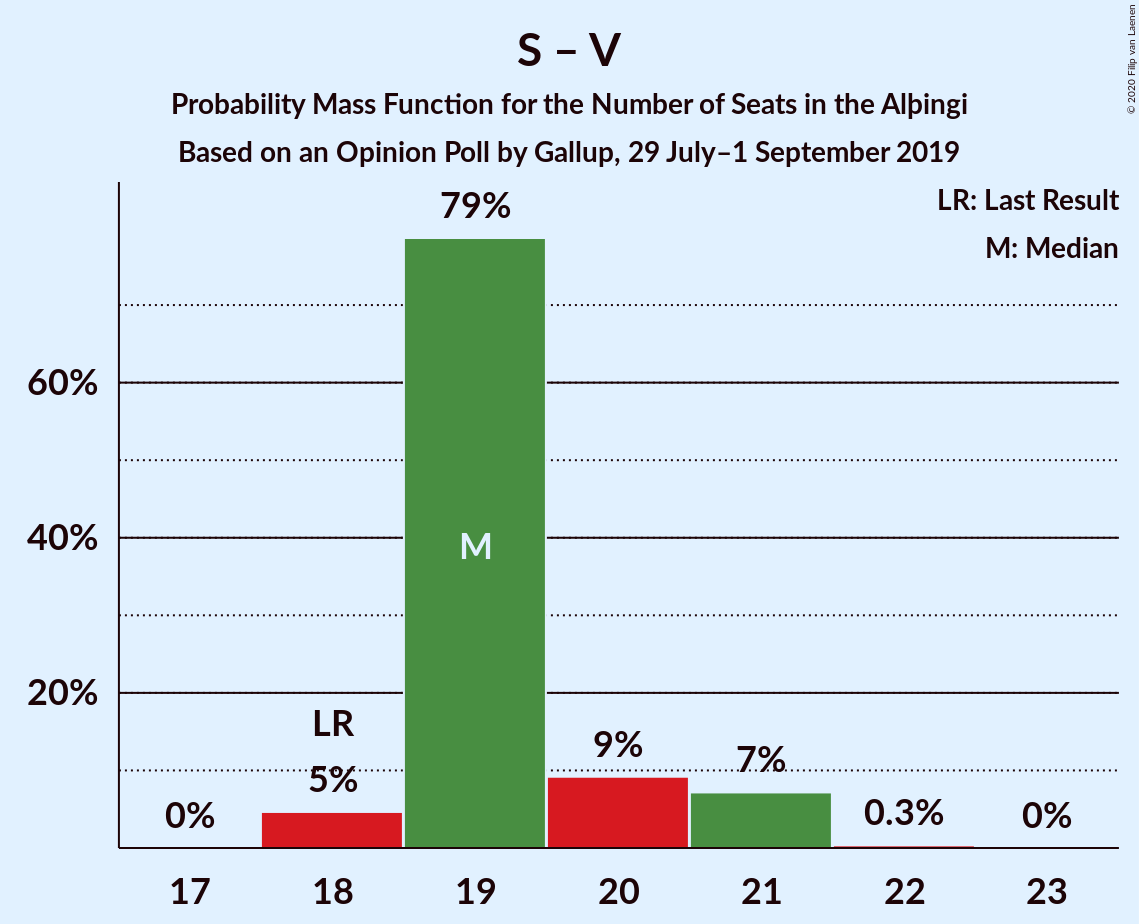 S – V
Probability Mass Function for the Number of Seats in the Alþingi
Based on an Opinion Poll by Gallup, 29 July–1 September 2019
© 2020 Filip van Laenen
LR: Last Result
M: Median
79%
60%
40%
20%
M
LR
0%
5%
9%
7%
0.3%
0%
17
18
19
20
21
22
23